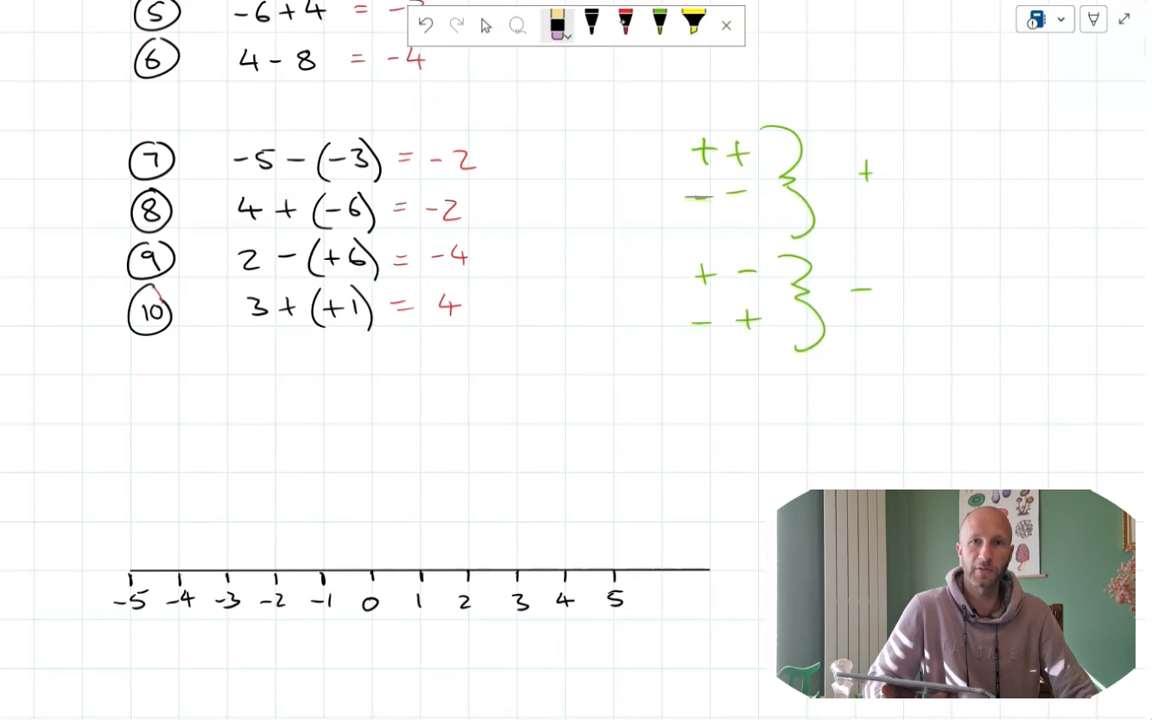 5 -6 + 4 = -
6 4 - 8 = -4
7 -5 - (-3) = -2
8 4 + (-6) = -2
9 2 - (+6) = -4
10 3 + (+1) = 4
+ +
- -
+
+ -
- +
-
-5 -4 -3 -2 -1 0 1 2 3 4 5